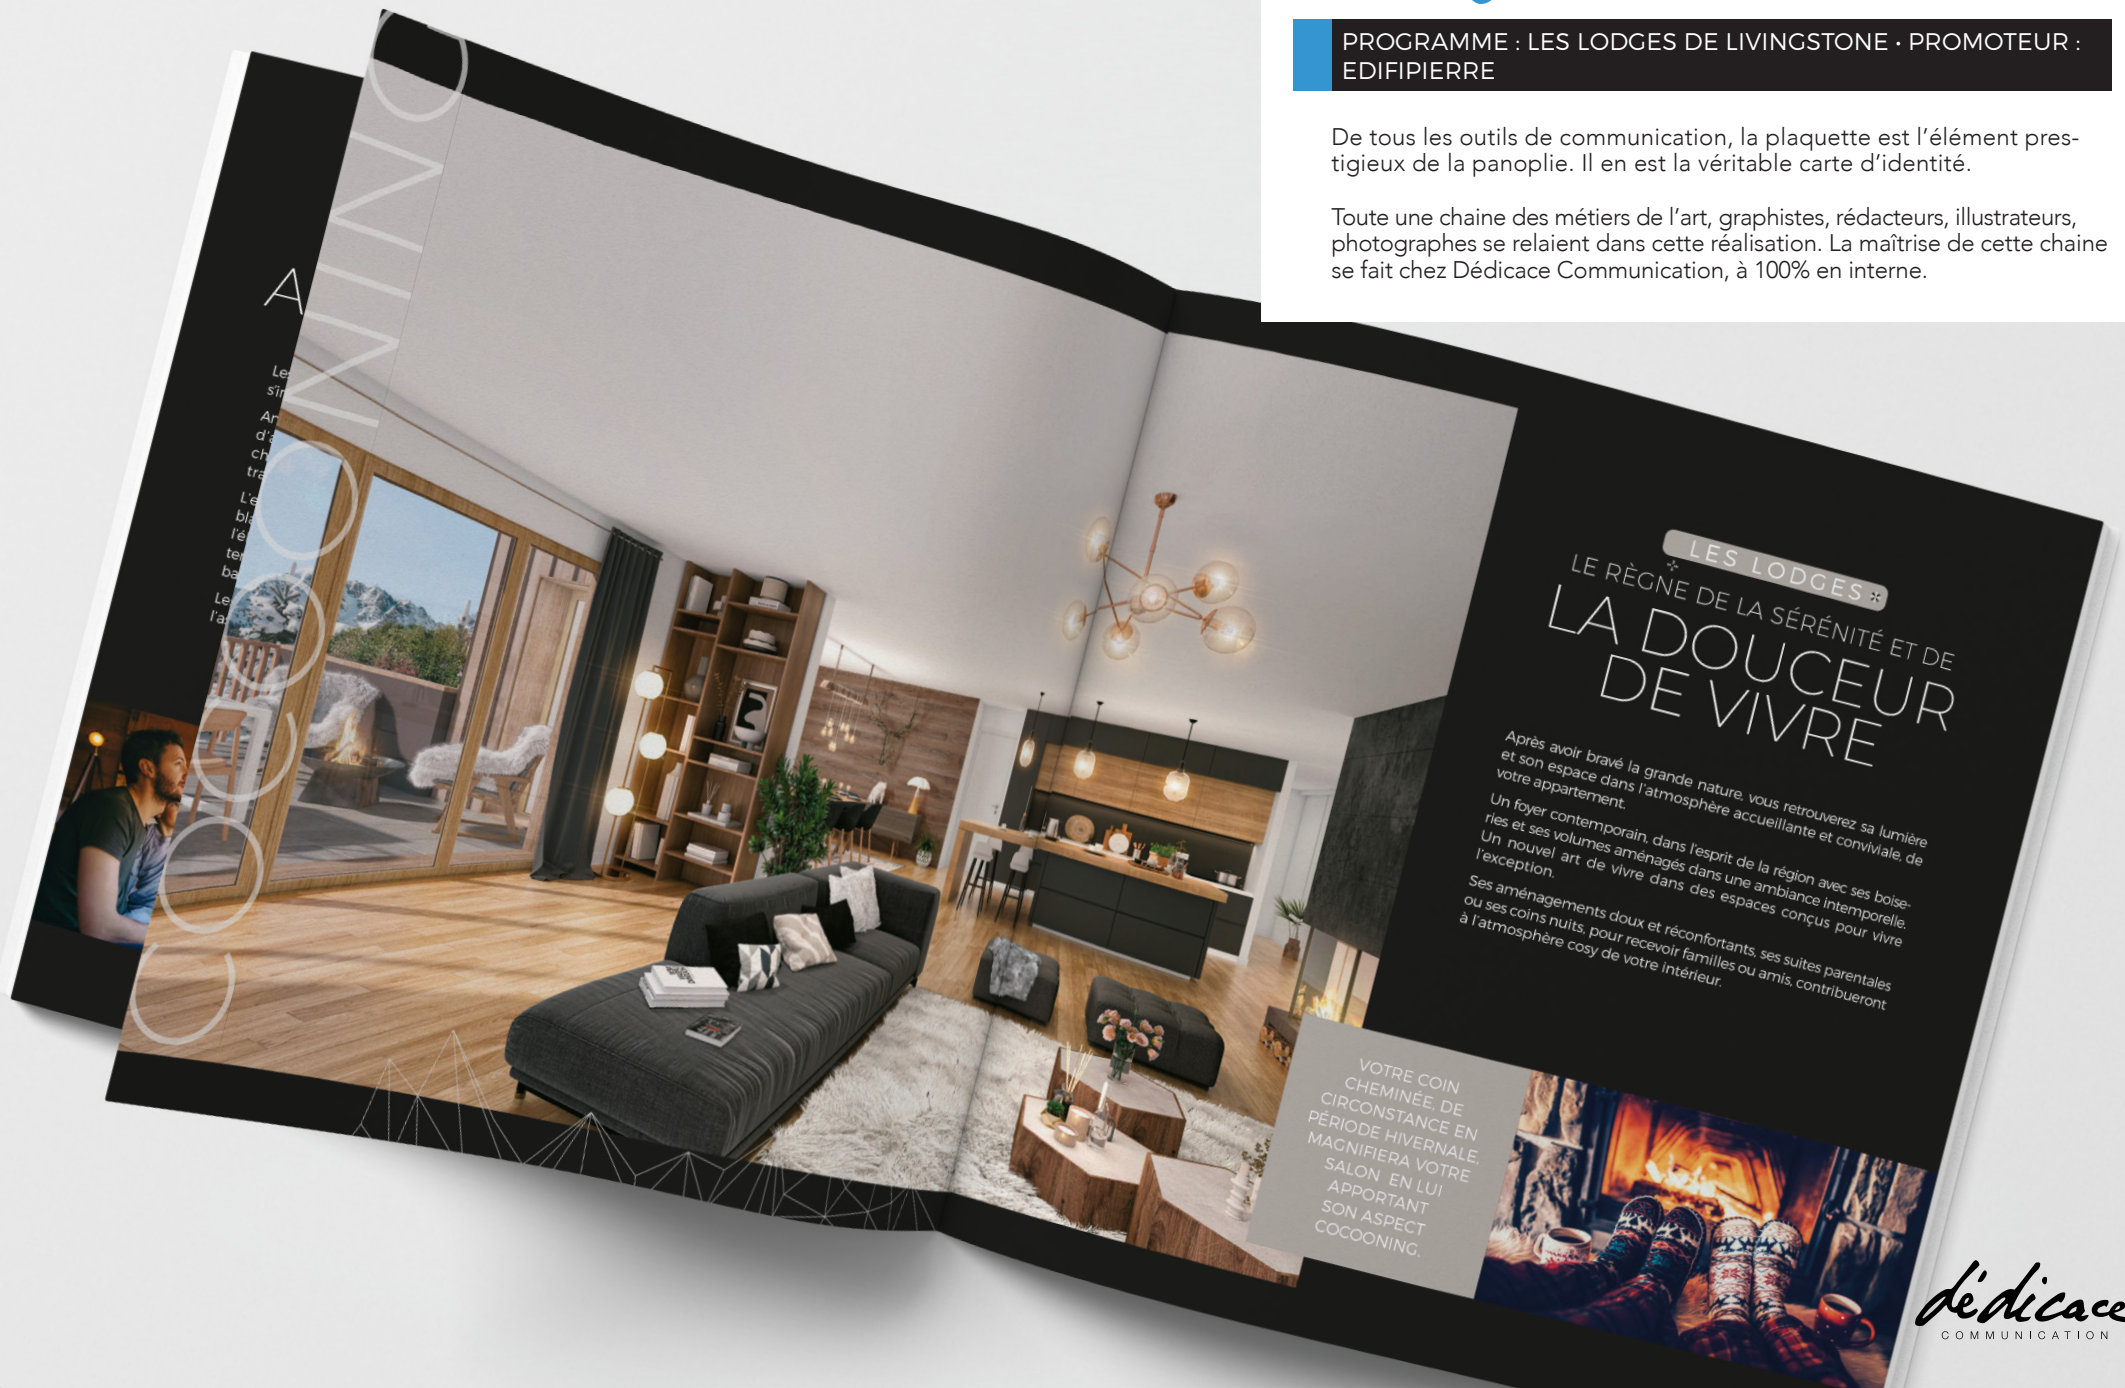 PROGRAMME : LES LODGES DE LIVINGSTONE • PROMOTEUR :
EDIFIPIERRE
De tous les outils de communication, la plaquette est l’élément pres-
tigieux de la panoplie. Il en est la véritable carte d’identité.
Toute une chaine des métiers de l’art, graphistes, rédacteurs, illustrateurs,
photographes se relaient dans cette réalisation. La maîtrise de cette chaine
se fait chez Dédicace Communication, à 100% en interne.
A
Le
An
COCOONING
LES LODGES
LE RÈGNE DE LA SÉRÉNITÉ ET DE
LA DOUCEUR
DE VIVRE
Après avoir bravé la grande nature, vous retrouverez sa lumière
et son espace dans l’atmosphère accueillante et conviviale, de
votre appartement.
Un foyer contemporain, dans l’esprit de la région avec ses boise-
ries et ses volumes aménagés dans une ambiance intemporelle.
Un nouvel art de vivre dans des espaces conçus pour vivre
l’exception.
Ses aménagements doux et réconfortants, ses suites parentales
ou ses coins nuits, pour recevoir familles ou amis, contribueront
à l’atmosphère cosy de votre intérieur.
VOTRE COIN
CHEMINÉE, DE
CIRCONSTANCE EN
PÉRIODE HIVERNALE,
MAGNIFIERA VOTRE
SALON EN LUI
APPORTANT
SON ASPECT
COCOONING.
dédicace
COMMUNICATION